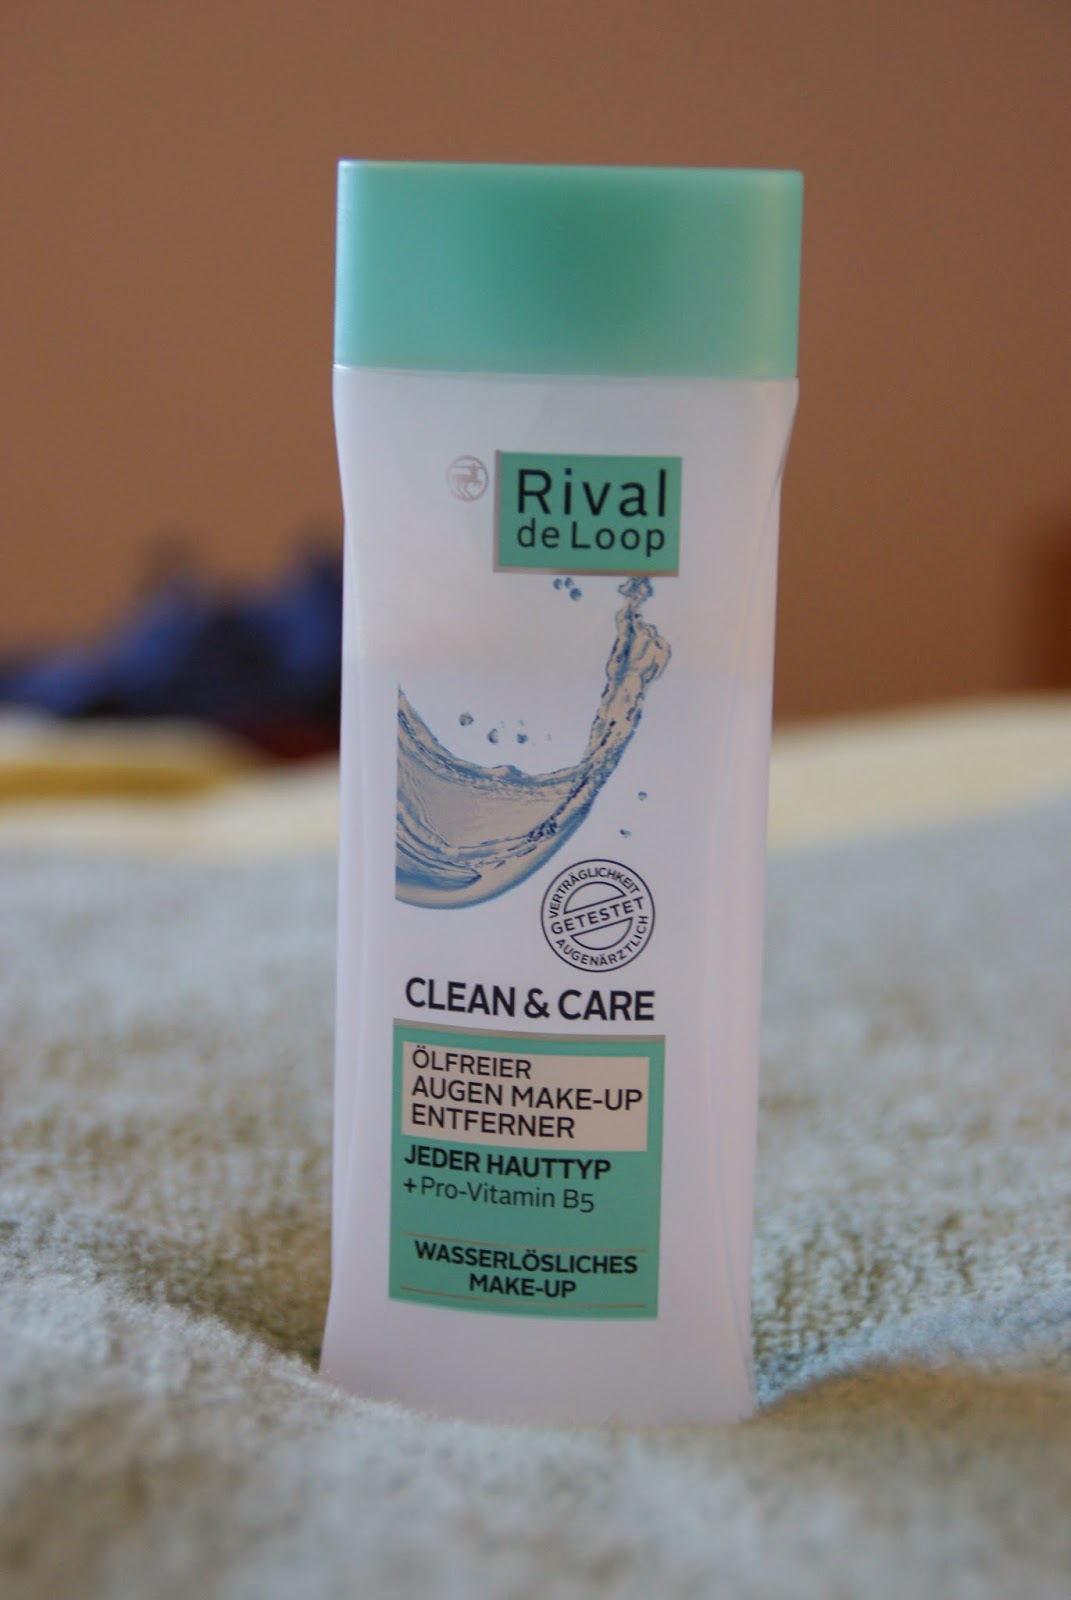 Rival
de Loop
VERTRÄGLICHKEIT
GETESTET
AUGENÄRZTLICH
CLEAN & CARE
ÖLFREIER
AUGEN MAKE-UP
ENTFERNER
JEDER HAUTTYP
+Pro-Vitamin B5
WASSERLÖSLICHES
MAKE-UP